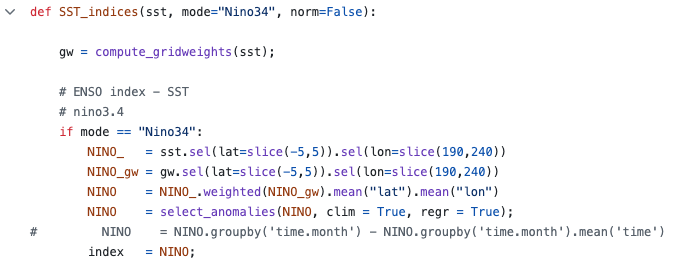 def SST_indices(sst, mode="Nino34", norm=False):
gw = compute_gridweights(sst);
# ENSO index - SST
# nino3.4
if mode == "Nino34":
NINO_   = sst.sel(lat=slice(-5,5)).sel(lon=slice(190,240))
NINO_gw = gw.sel(lat=slice(-5,5)).sel(lon=slice(190,240))
NINO    = NINO_.weighted(NINO_gw).mean("lat").mean("lon")
NINO    = select_anomalies(NINO, clim = True, regr = True);
#         NINO    = NINO.groupby('time.month') - NINO.groupby('time.month').mean('time')
index   = NINO;